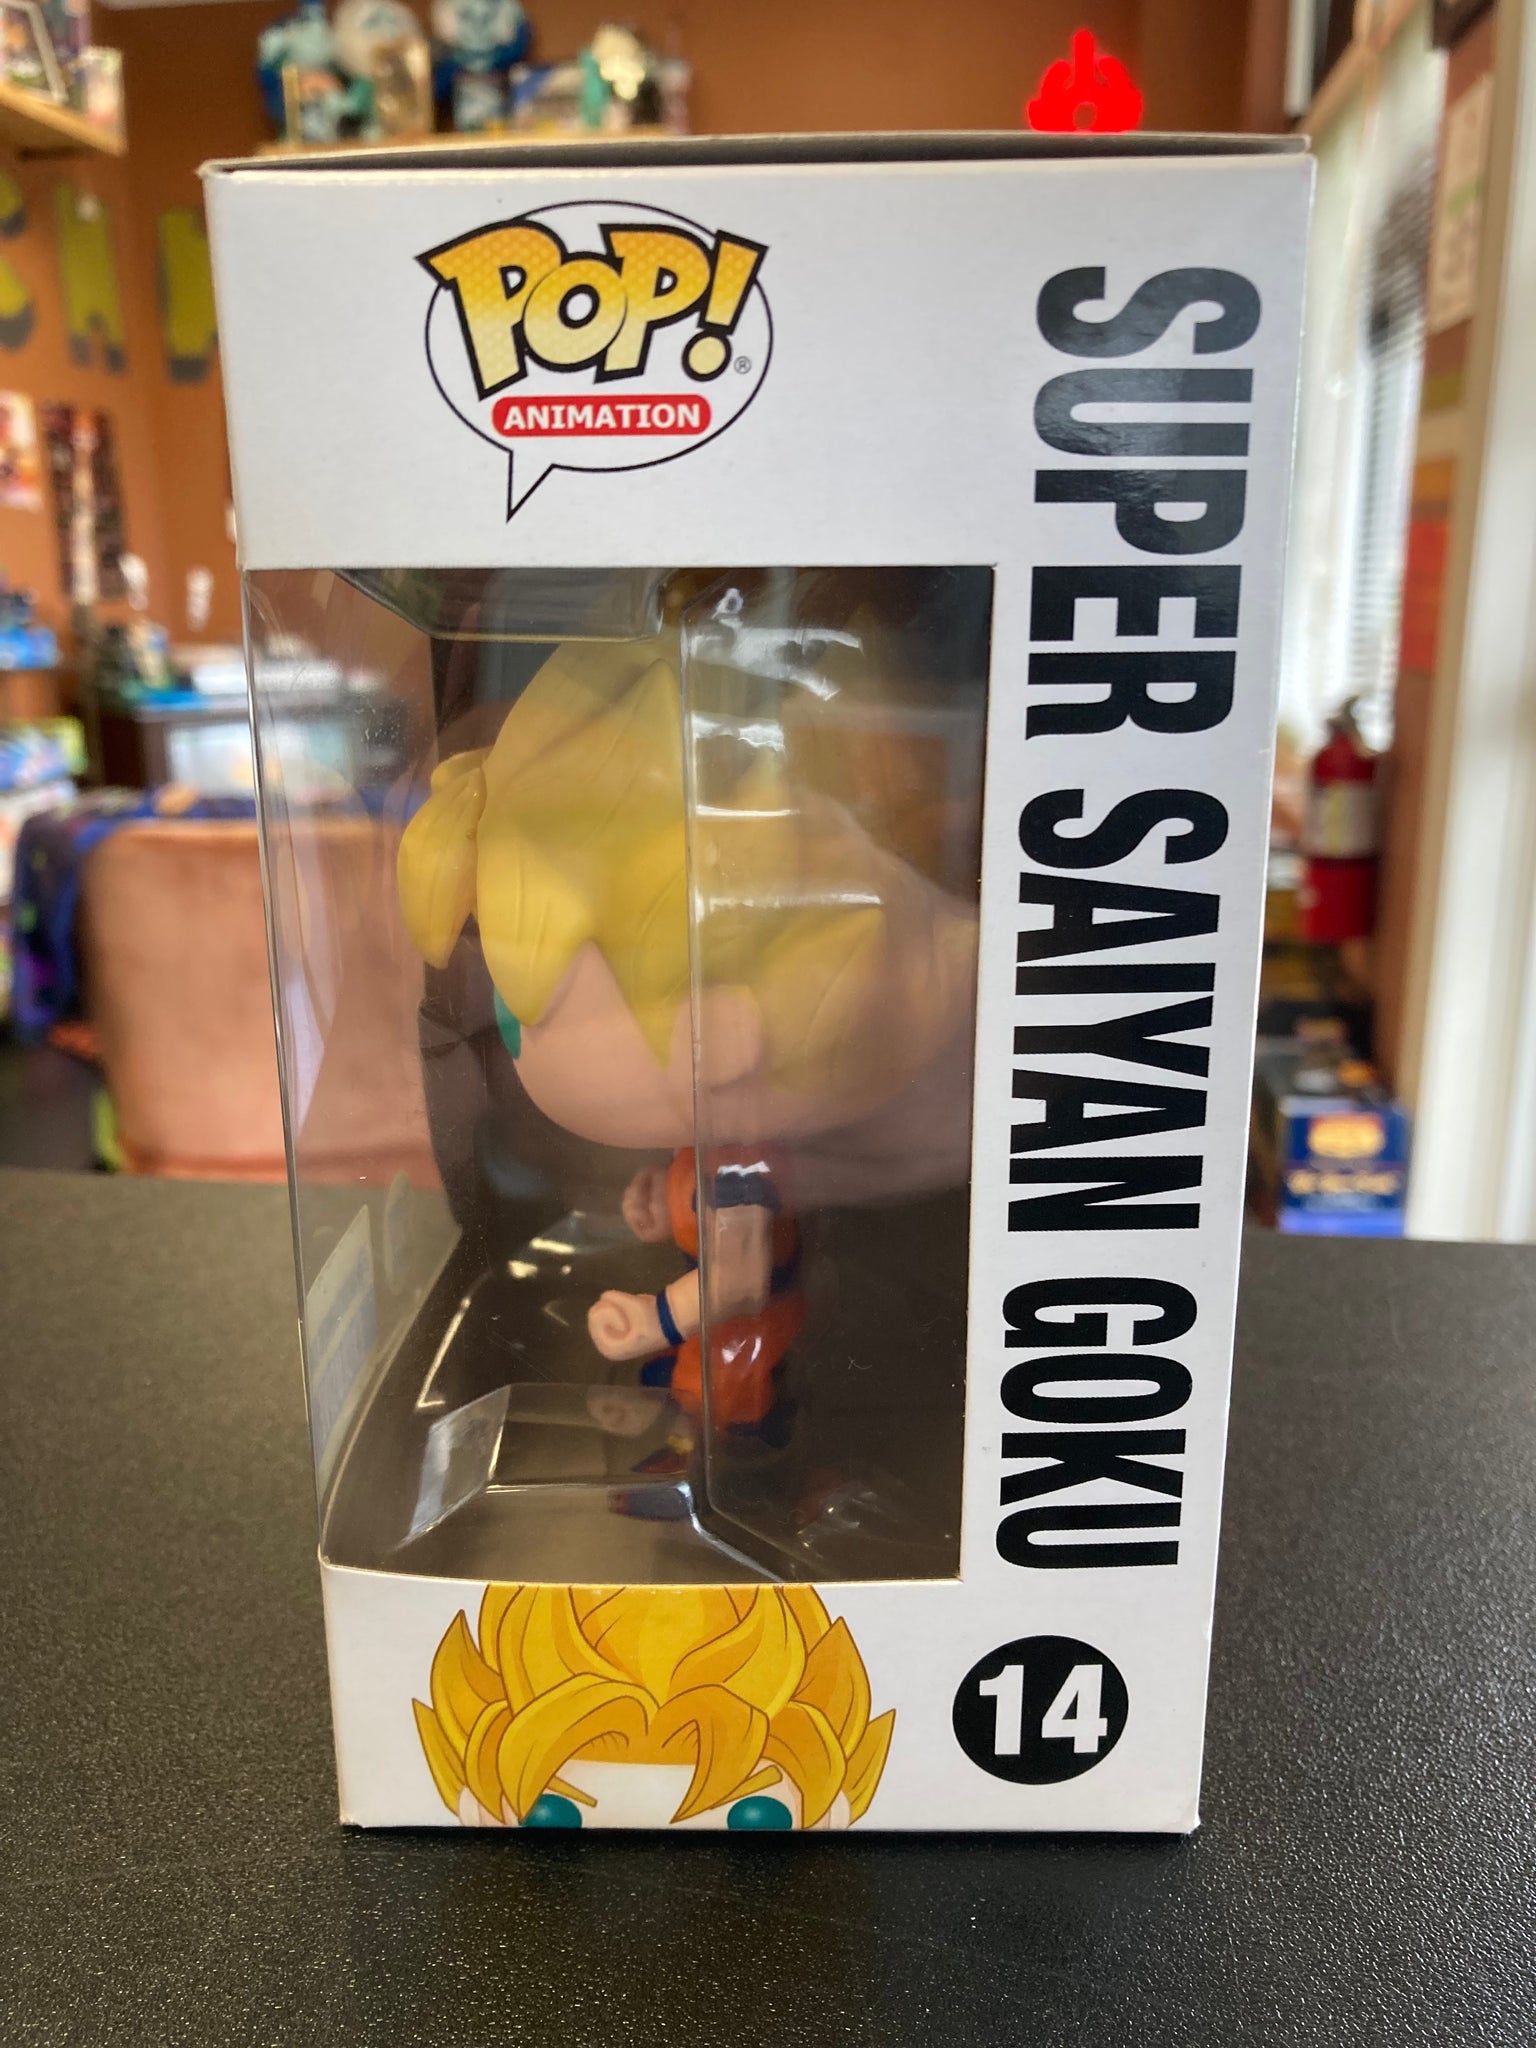 POP!
®
ANIMATION
SUPER SAIYAN GOKU
14